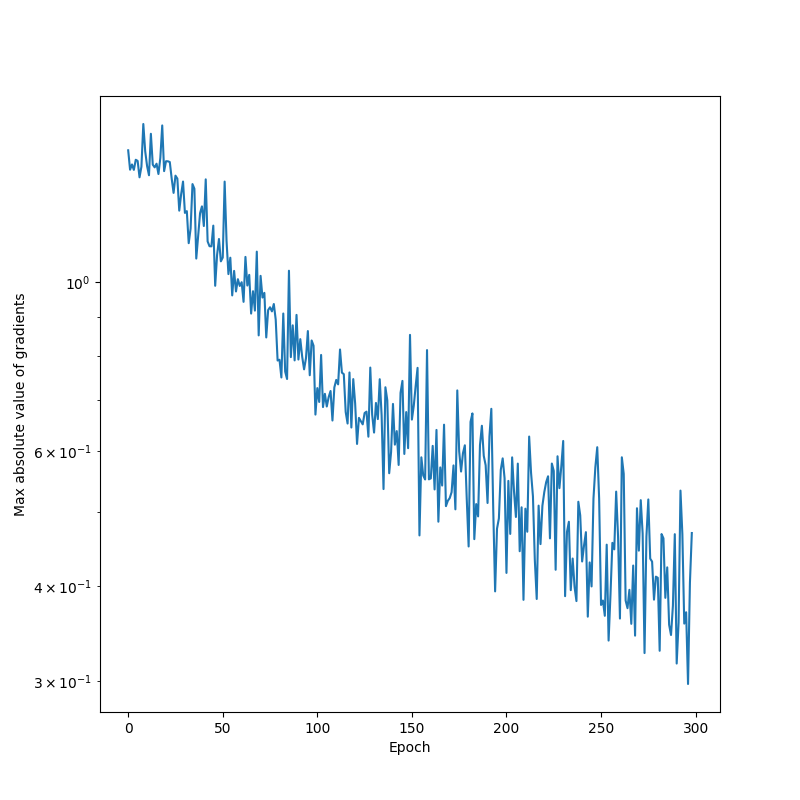 Max absolute value of gradients
10⁰
6 × 10⁻¹
4 × 10⁻¹
3 × 10⁻¹
0 50 100 150 200 250 300
Epoch